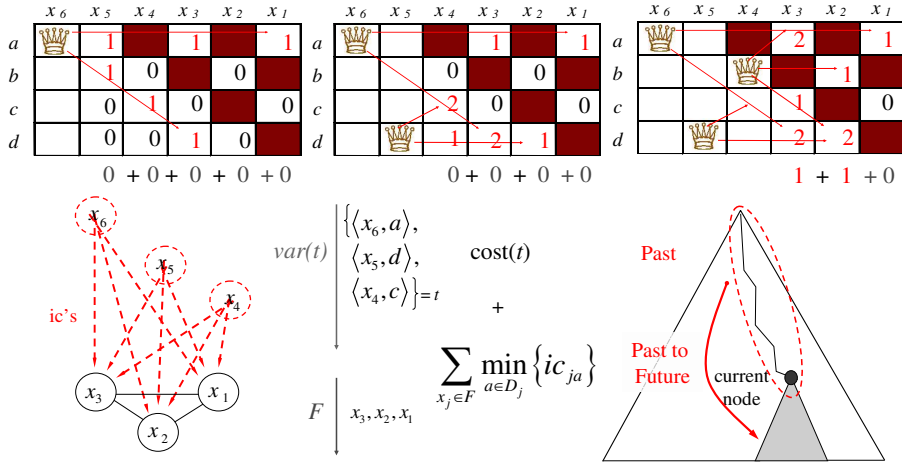 x6 x5 x4 x3 x2 x1
a 1 1 1
b 1 0 0 0
c 0 1 0 0
d 0 0 1 0
0 + 0 + 0 + 0 + 0
x6 x5 x4 x3 x2 x1
a 1 1
b 0 0
c 2 0 0
d 1 2 1
0 + 0 + 0 + 0
x6 x5 x4 x3 x2 x1
a 2 1
b 1
c 1 0
d 2 2
1 + 1 + 0
x6
x5
x4
ic's
x3 x1
x2
var(t)
{⟨x6, a⟩,
⟨x5, d⟩,
⟨x4, c⟩} = t
F
x3, x2, x1
cost(t)
+
∑ xj∈F min a∈Dj {ic ja}
Past
Past to
Future
current
node